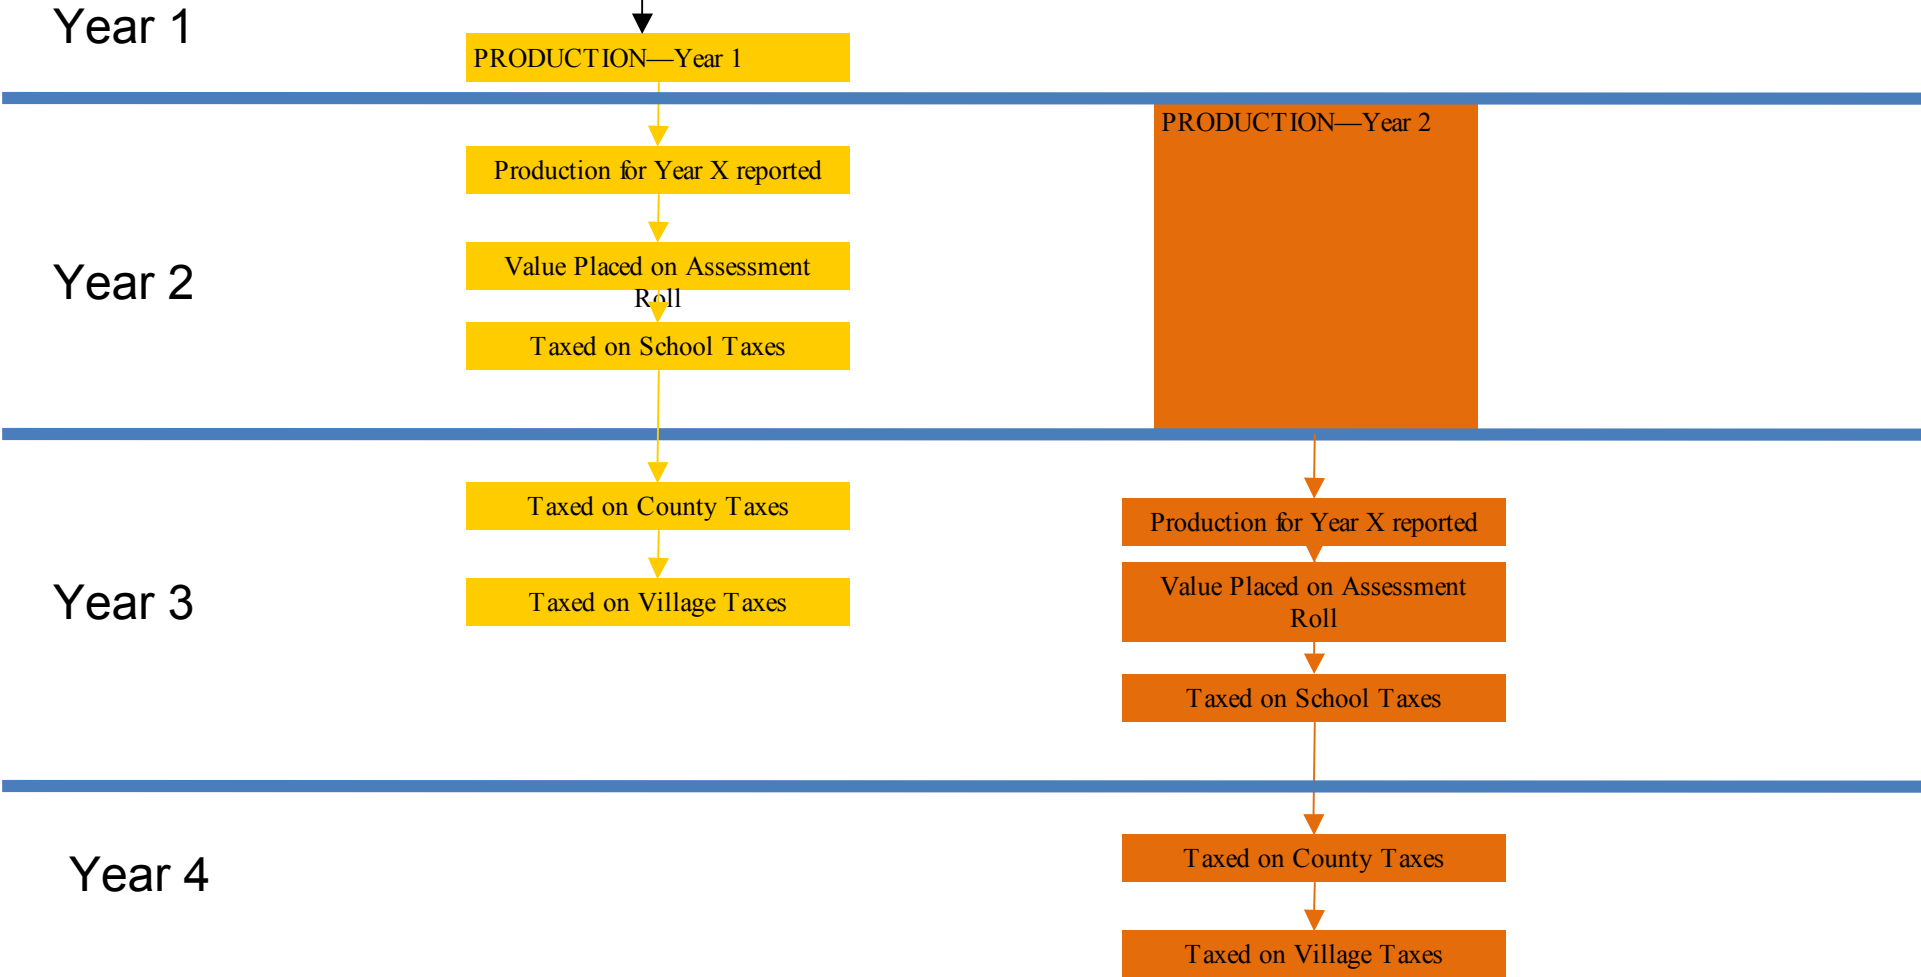 Year 1
PRODUCTION—Year 1
PRODUCTION—Year 2
Production for Year X reported
Year 2
Value Placed on Assessment
Roll
Taxed on School Taxes
Taxed on County Taxes
Production for Year X reported
Year 3
Taxed on Village Taxes
Value Placed on Assessment
Roll
Taxed on School Taxes
Year 4
Taxed on County Taxes
Taxed on Village Taxes